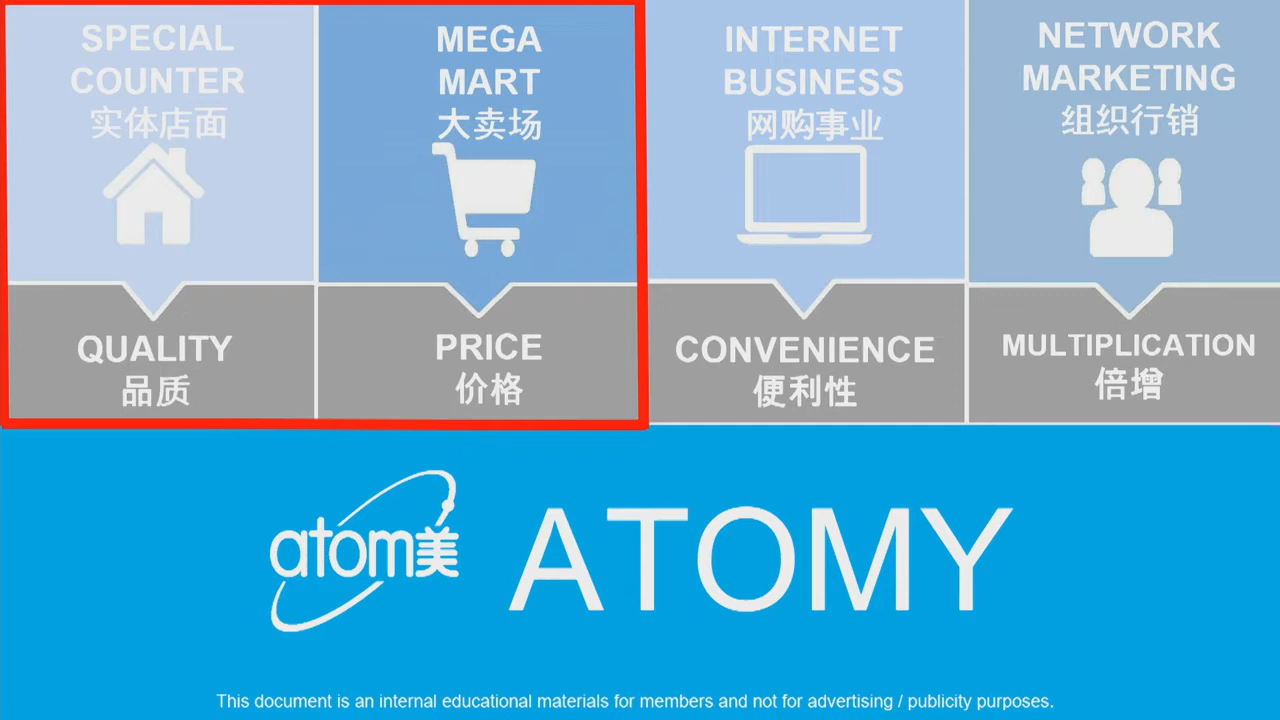 SPECIAL
COUNTER
实体店面
QUALITY
品质
MEGA
MART
大卖场
PRICE
价格
INTERNET
BUSINESS
网购事业
CONVENIENCE
便利性
NETWORK
MARKETING
组织行销
MULTIPLICATION
倍增
atom美
ATOMY
This document is an internal educational materials for members and not for advertising / publicity purposes.